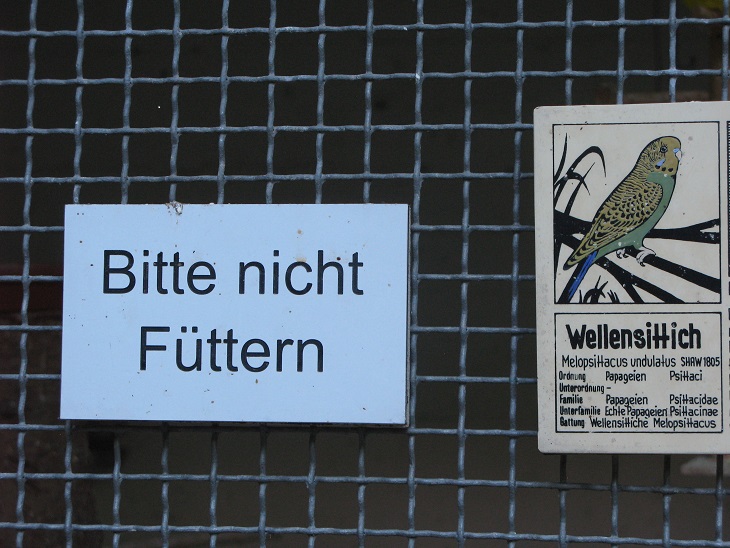 Bitte nicht
Füttern
Wellensittich
Melopsittacus undulatus SHAW 1805
Ordnung Papageien Psittaci
Unterordnung -
Familie Papageien Psittacidae
Unterfamilie Echte Papageien Psittacinae
Gattung Wellensittiche Melopsittacus